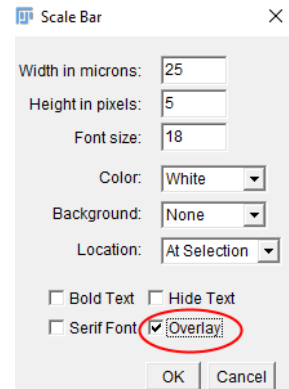 Scale Bar
Width in microns: 25
Height in pixels: 5
Font size: 18
Color: White
Background: None
Location: At Selection
Bold Text Hide Text
Serif Font Overlay
OK Cancel